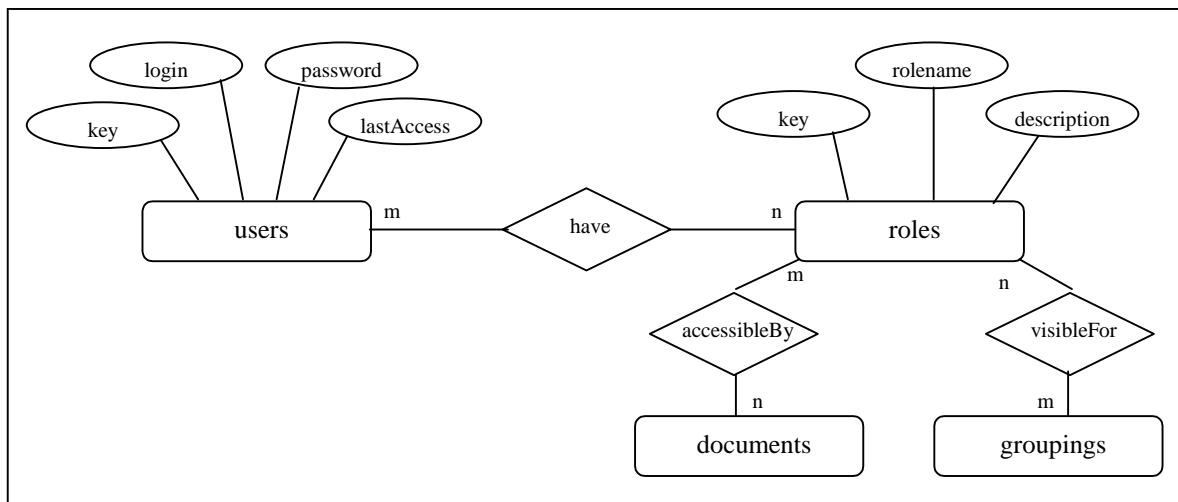 login
password
key
lastAccess
rolename
key
description
users
m
have
n
roles
m
n
accessibleBy
visibleFor
n
m
documents
groupings